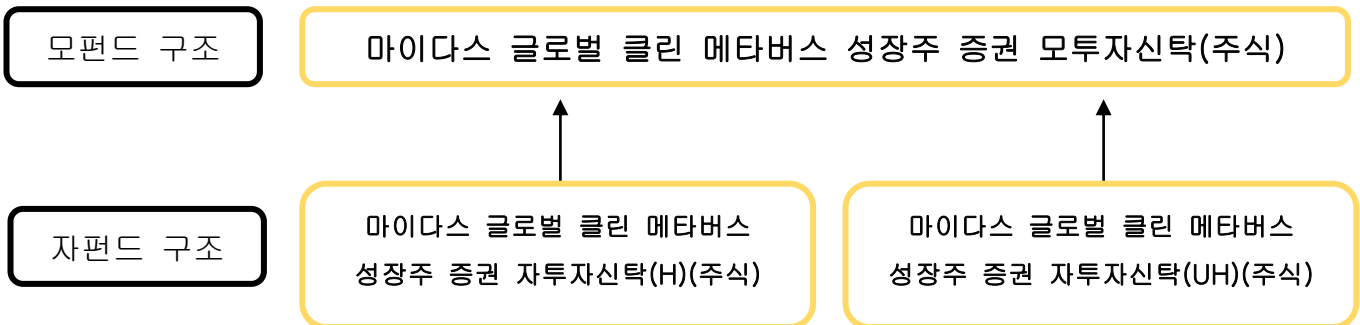 모펀드 구조
마이다스 글로벌 클린 메타버스 성장주 증권 모투자신탁(주식)
자펀드 구조
마이다스 글로벌 클린 메타버스
성장주 증권 자투자신탁(H)(주식)
마이다스 글로벌 클린 메타버스
성장주 증권 자투자신탁(UH)(주식)